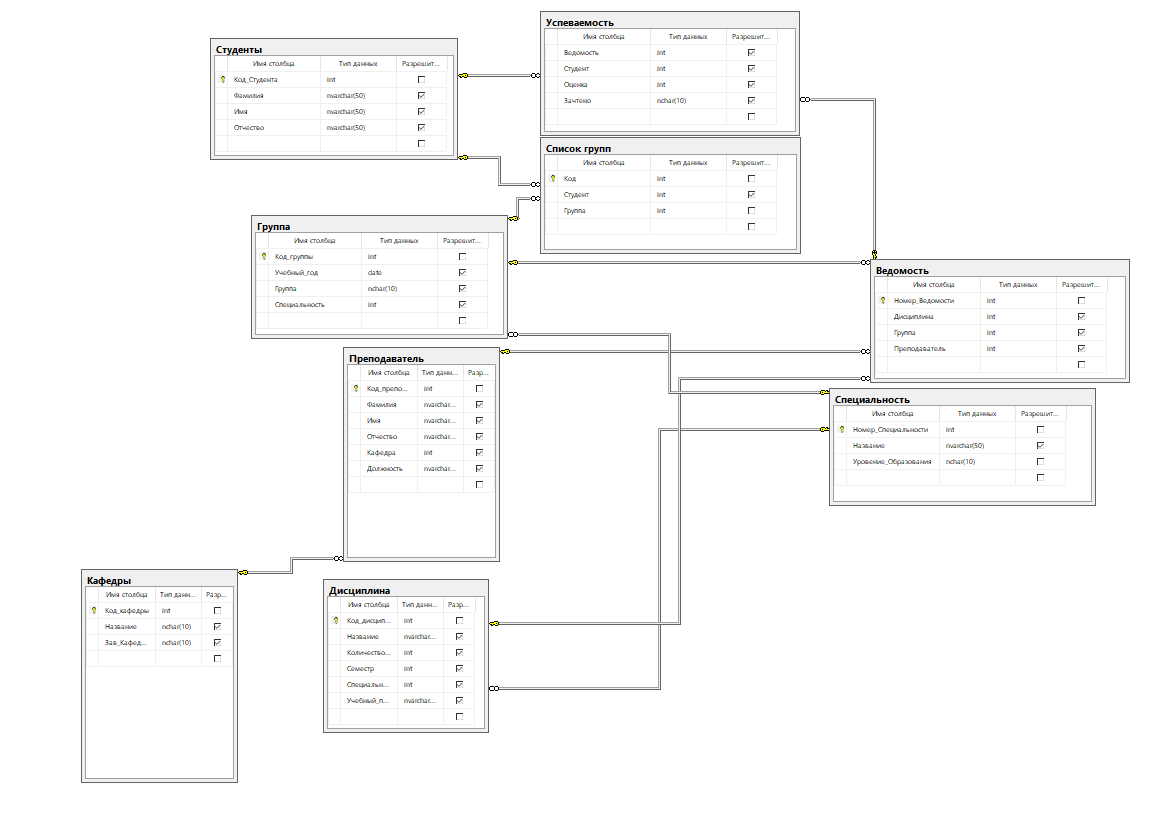 Успеваемость
Имя столбца Тип данных Разрешит...
Ведомость int
Студент int
Оценка int
Зачтено nchar(10)
Студенты
Имя столбца Тип данных Разрешит...
Код_Студента int
Фамилия nvarchar(50)
Имя nvarchar(50)
Отчество nvarchar(50)
Список групп
Имя столбца Тип данных Разрешит...
Код int
Студент int
Группа int
Группа
Имя столбца Тип данных Разрешит...
Код_группы int
Учебный_год date
Группа nchar(10)
Специальность int
Ведомость
Имя столбца Тип данных Разрешит...
Номер_Ведомости int
Дисциплина int
Группа int
Преподаватель int
Преподаватель
Имя столбца Тип данн... Разр...
Код_препо... int
Фамилия nvarchar...
Имя nvarchar...
Отчество nvarchar...
Кафедра int
Должность nvarchar...
Специальность
Имя столбца Тип данных Разрешит...
Номер_Специальности int
Название nvarchar(50)
Уровение_Образования nchar(10)
Кафедры
Имя столбца Тип данн... Разр...
Код_кафедры int
Название nchar(10)
Зав_Кафед... nchar(10)
Дисциплина
Имя столбца Тип данн... Разр...
Код_дисцип... int
Название nvarchar...
Количество... int
Семестр int
Специальн... int
Учебный_п... nvarchar...